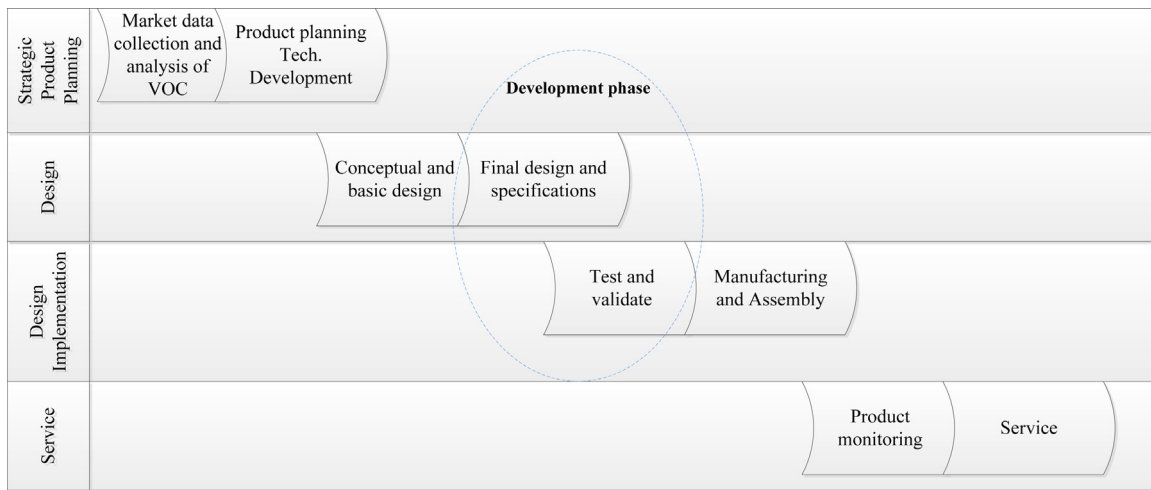 Strategic
Product
Planning
Market data
collection and
analysis of
VOC
Product planning
Tech.
Development
Development phase
Design
Conceptual and
basic design
Final design and
specifications
Design
Implementation
Test and
validate
Manufacturing
and Assembly
Service
Product
monitoring
Service